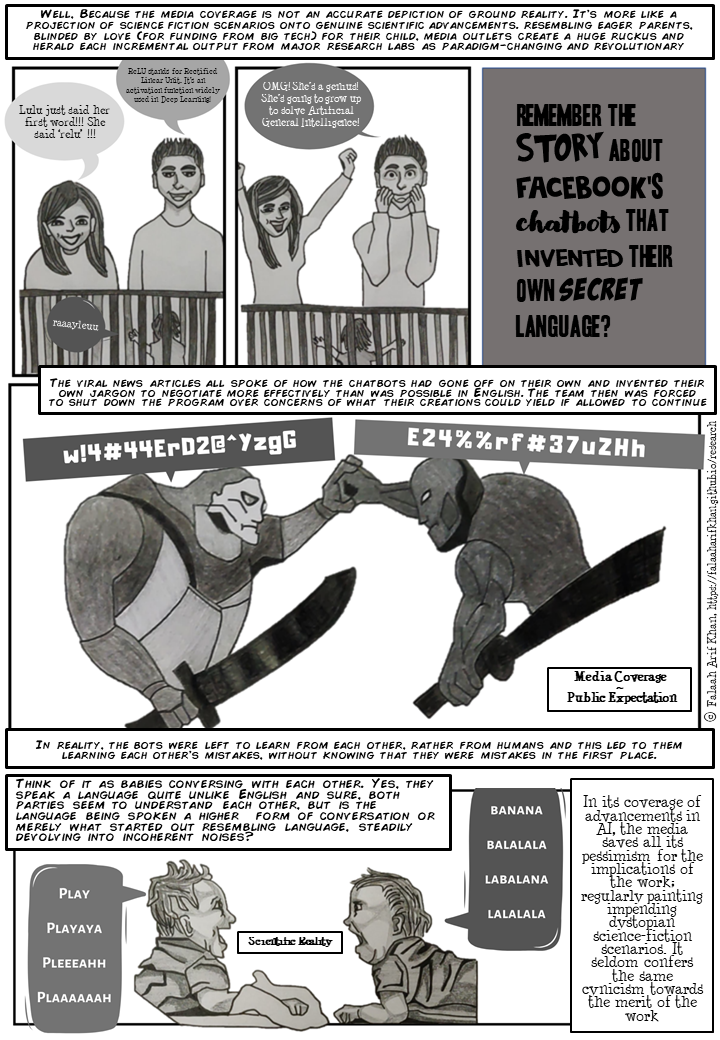 Well, Because the media coverage is not an accurate depiction of ground reality. It's more like a
projection of science fiction scenarios onto genuine scientific advancements. Resembling eager parents,
blinded by love (for funding from big tech) for their child, media outlets create a huge ruckus and
herald each incremental output from major research labs as paradigm-changing and revolutionary
Lulu just said her
first word!!! She
said 'relu' !!!
ReLU stands for Rectified
Linear Unit. It's an
activation function widely
used in Deep Learning!
raaayleuu
OMG! She's a genius!
She's going to grow up
to solve Artificial
General Intelligence!
REMEMBER THE
STORY ABOUT
FACEBOOK'S
chatbots THAT
INVENTED THEIR
OWN SECRET
LANGUAGE?
The viral news articles all spoke of how the chatbots had gone off on their own and invented their
own jargon to negotiate more effectively than was possible in English. The team then was forced
to shut down the program over concerns of what their creations could yield if allowed to continue
w!4#44ErD2@^YzgG
E24%%rf#37uZHh
Media Coverage
~
Public Expectation
© Falaah Arif Khan, https://falaaharifkhan.github.io/research
In reality, the bots were left to learn from each other, rather from humans and this led to them
learning each other's mistakes, without knowing that they were mistakes in the first place.
Think of it as babies conversing with each other. Yes, they
speak a language quite unlike English and sure, both
parties seem to understand each other, but is the
language being spoken a higher form of conversation or
merely what started out resembling language, steadily
devolving into incoherent noises?
Play
Playaya
Pleeeahh
Plaaaaaah
Scientific Reality
BANANA
BALALALA
LABALANA
LALALALA
In its coverage of
advancements in
AI, the media
saves all its
pessimism for the
implications of
the work;
regularly painting
impending
dystopian
science-fiction
scenarios. It
seldom confers
the same
cynicism towards
the merit of the
work